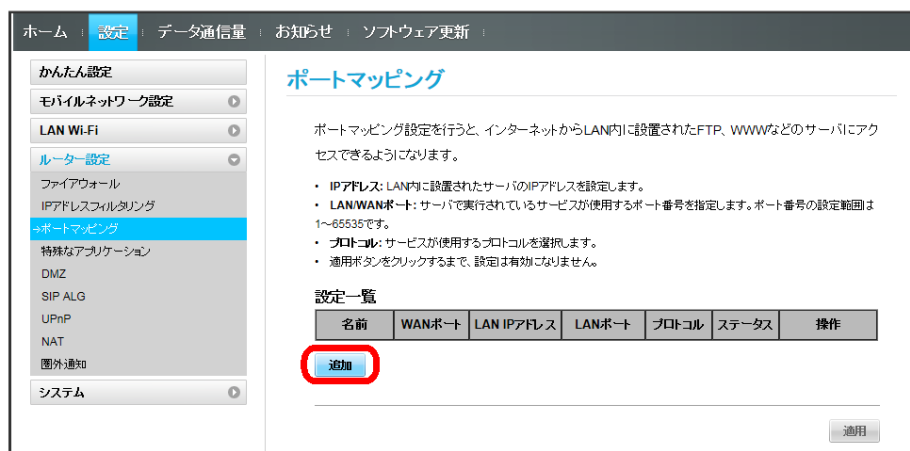 ホーム 設定 データ通信量 お知らせ ソフトウェア更新
かんたん設定
モバイルネットワーク設定
LAN Wi-Fi
ルーター設定
ファイアウォール
IPアドレスフィルタリング
→ポートマッピング
特殊なアプリケーション
DMZ
SIP ALG
UPnP
NAT
圏外通知
システム
ポートマッピング
ポートマッピング設定を行うと、インターネットからLAN内に設置されたFTP、WWWなどのサーバにアク
セスできるようになります。
・ IPアドレス: LAN内に設置されたサーバのIPアドレスを設定します。
・ LAN/WANポート: サーバで実行されているサービスが使用するポート番号を指定します。ポート番号の設定範囲は
1~65535です。
・ プロトコル: サービスが使用するプロトコルを選択します。
・ 適用ボタンをクリックするまで、設定は有効になりません。
設定一覧
名前 WANポート LAN IPアドレス LANポート プロトコル ステータス 操作
追加
適用